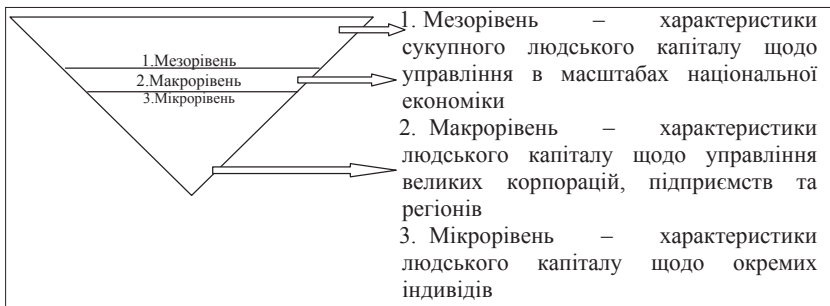 1.Мезорівень
2.Макрорівень
3.Мікрорівень
1. Мезорівень – характеристики
сукупного людського капіталу щодо
управління в масштабах національної
економіки
2. Макрорівень – характеристики
людського капіталу щодо управління
великих корпорацій, підприємств та
регіонів
3. Мікрорівень – характеристики
людського капіталу щодо окремих
індивідів